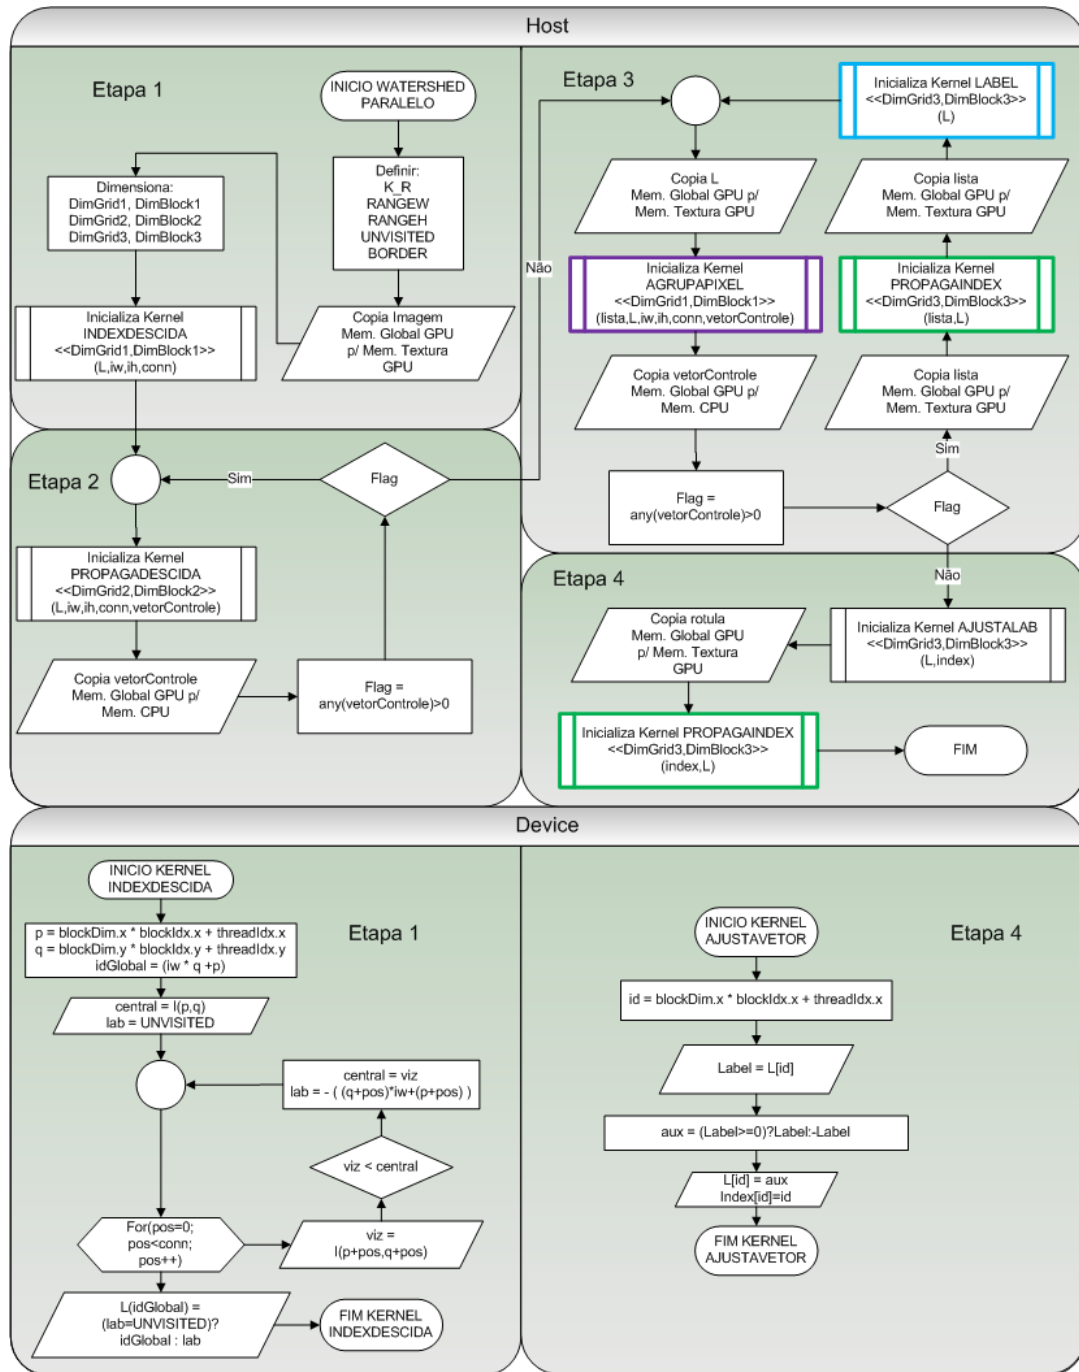 Host
Etapa 1
INICIO WATERSHED
PARALELO
Definir:
K_R
RANGEW
RANGEH
UNVISITED
BORDER
Dimensiona:
DimGrid1, DimBlock1
DimGrid2, DimBlock2
DimGrid3, DimBlock3
Inicializa Kernel
INDEXDESCIDA
<<DimGrid1,DimBlock1>>
(L,iw,ih,conn)
Copia Imagem
Mem. Global GPU
p/ Mem. Textura
GPU
Etapa 2
Sim
Flag
Inicializa Kernel
PROPAGADESCIDA
<<DimGrid2,DimBlock2>>
(L,iw,ih,conn,vetorControle)
Copia vetorControle
Mem. Global GPU p/
Mem. CPU
Flag =
any(vetorControle)>0
Não
Etapa 3
Inicializa Kernel LABEL
<<DimGrid3,DimBlock3>>
(L)
Copia L
Mem. Global GPU p/
Mem. Textura GPU
Copia lista
Mem. Global GPU p/
Mem. Textura GPU
Inicializa Kernel
AGRUPAPIXEL
<<DimGrid1,DimBlock1>>
(lista,L,iw,ih,conn,vetorControle)
Inicializa Kernel
PROPAGAINDEX
<<DimGrid3,DimBlock3>>
(lista,L)
Copia vetorControle
Mem. Global GPU p/
Mem. CPU
Copia lista
Mem. Global GPU p/
Mem. Textura GPU
Sim
Flag =
any(vetorControle)>0
Flag
Não
Etapa 4
Copia rotula
Mem. Global GPU
p/ Mem. Textura
GPU
Inicializa Kernel AJUSTALAB
<<DimGrid3,DimBlock3>>
(L,index)
Inicializa Kernel PROPAGAINDEX
<<DimGrid3,DimBlock3>>
(index,L)
FIM
Device
INICIO KERNEL
INDEXDESCIDA
Etapa 1
p = blockDim.x * blockIdx.x + threadIdx.x
q = blockDim.y * blockIdx.y + threadIdx.y
idGlobal = (iw * q +p)
central = I(p,q)
lab = UNVISITED
central = viz
lab = - ( (q+pos)*iw+(p+pos) )
viz < central
For(pos=0;
pos<conn;
pos++)
viz =
I(p+pos,q+pos)
L(idGlobal) =
(lab=UNVISITED)?
idGlobal : lab
FIM KERNEL
INDEXDESCIDA
INICIO KERNEL
AJUSTAVETOR
Etapa 4
id = blockDim.x * blockIdx.x + threadIdx.x
Label = L[id]
aux = (Label>=0)?Label:-Label
L[id] = aux
Index[id]=id
FIM KERNEL
AJUSTAVETOR